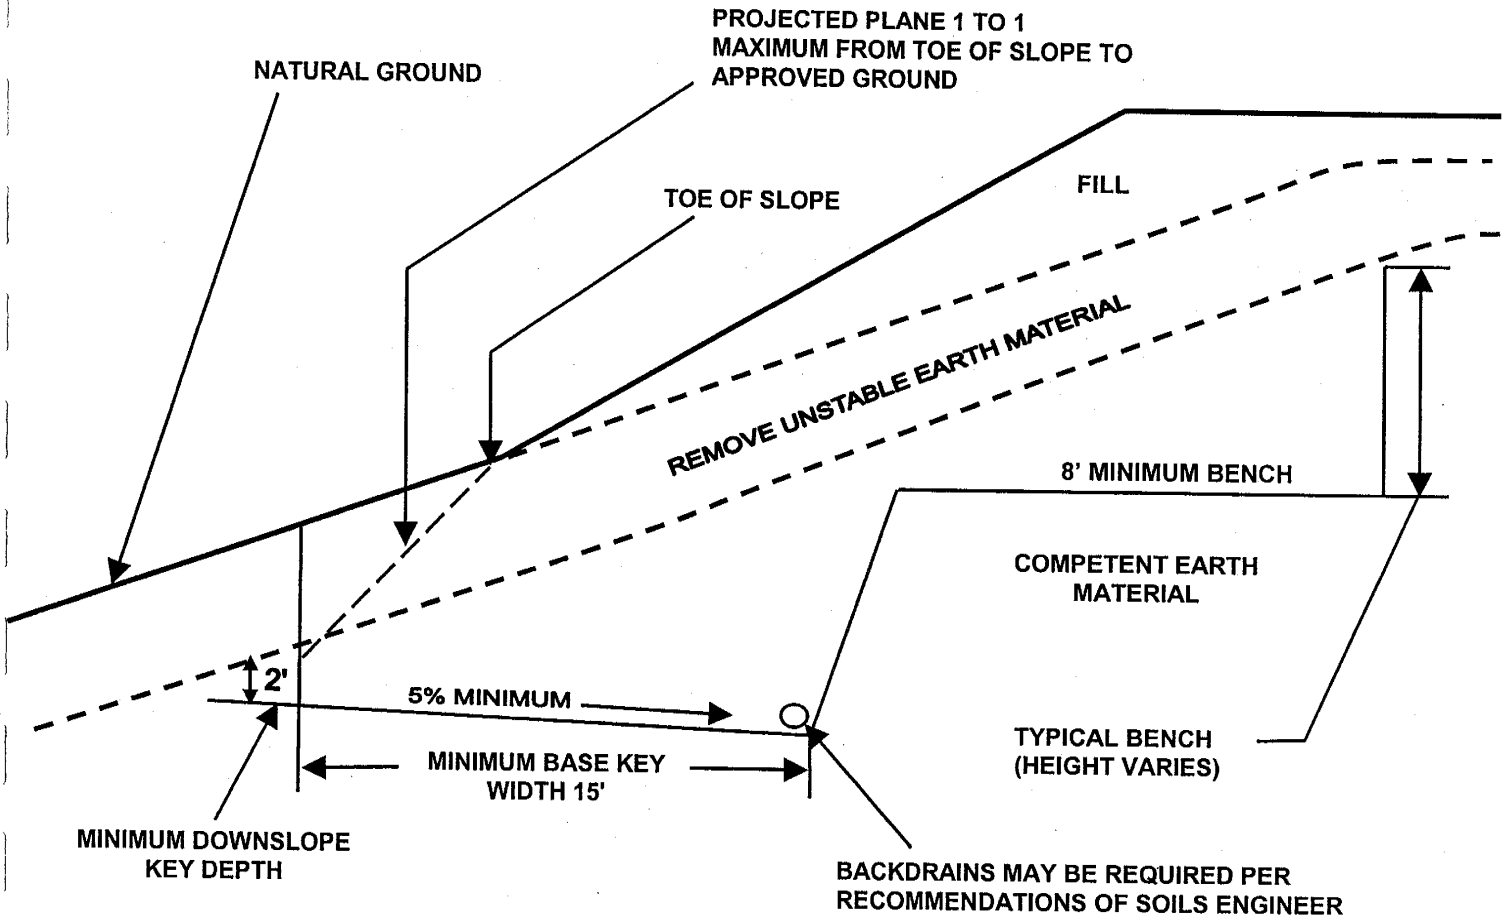 PROJECTED PLANE 1 TO 1
MAXIMUM FROM TOE OF SLOPE TO
APPROVED GROUND
NATURAL GROUND
TOE OF SLOPE
FILL
REMOVE UNSTABLE EARTH MATERIAL
8' MINIMUM BENCH
COMPETENT EARTH
MATERIAL
2'
5% MINIMUM
TYPICAL BENCH
(HEIGHT VARIES)
MINIMUM BASE KEY
WIDTH 15'
MINIMUM DOWNSLOPE
KEY DEPTH
BACKDRAINS MAY BE REQUIRED PER
RECOMMENDATIONS OF SOILS ENGINEER